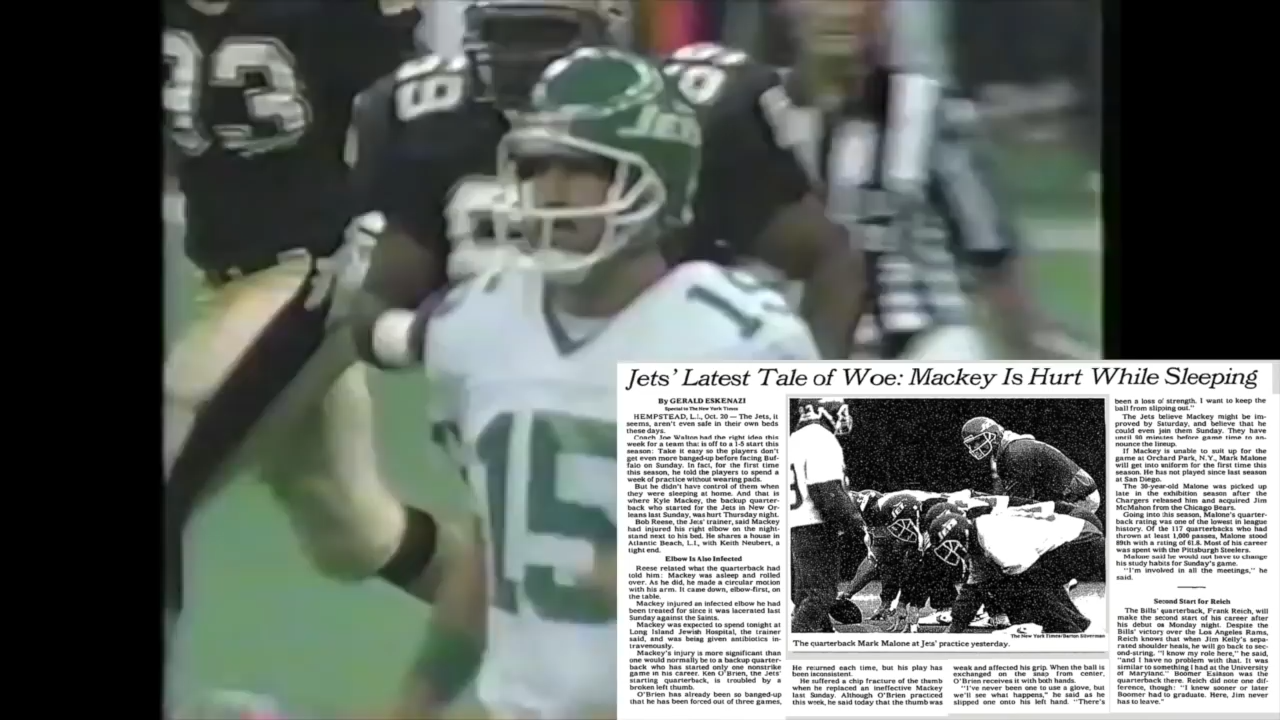 93
JETS
Jets' Latest Tale of Woe: Mackey Is Hurt While Sleeping
By GERALD ESKENAZI
Special to The New York Times
HEMPSTEAD, L.I., Oct. 20 — The Jets, it
seems, aren't even safe in their own beds
these days.
Coach Joe Walton had the right idea this
week for a team that is off to a 1-5 start this
season: Take it easy so the players don't
get even more banged-up before facing Buf-
falo on Sunday. In fact, for the first time
this season, he told the players to spend a
week of practice without wearing pads.
But he didn't have control of them when
they were sleeping at home. And that is
where Kyle Mackey, the backup quarter-
back who started for the Jets in New Or-
leans last Sunday, was hurt Thursday night.
Bob Reese, the Jets' trainer, said Mackey
had injured his right elbow on the night-
stand next to his bed. He shares a house in
Atlantic Beach, L.I., with Keith Neubert, a
tight end.
Elbow Is Also Infected
Reese related what the quarterback had
told him: Mackey was asleep and rolled
over. As he did, he made a circular motion
with his arm. It came down, elbow-first, on
the table.
Mackey injured an infected elbow he had
been treated for since it was lacerated last
Sunday against the Saints.
Mackey was expected to spend tonight at
Long Island Jewish Hospital, the trainer
said, and was being given antibiotics in-
travenously.
Mackey's injury is more significant than
one would normally be to a backup quarter-
back who has started only one nonstrike
game in his career. Ken O'Brien, the Jets'
starting quarterback, is troubled by a
broken left thumb.
O'Brien has already been so banged-up
that he has been forced out of three games,
The New York Times/Barton Silverman
The quarterback Mark Malone at Jets' practice yesterday.
He returned each time, but his play has
been inconsistent.
He suffered a chip fracture of the thumb
when he replaced an ineffective Mackey
last Sunday. Although O'Brien practiced
this week, he said today that the thumb was
weak and affected his grip. When the ball is
exchanged on the snap from center,
O'Brien receives it with both hands.
"I've never been one to use a glove, but
we'll see what happens," he said as he
slipped one onto his left hand. "There's
been a loss of strength. I want to keep the
ball from slipping out."
The Jets believe Mackey might be im-
proved by Saturday, and believe that he
could even join them Sunday. They have
until 90 minutes before game time to an-
nounce the lineup.
If Mackey is unable to suit up for the
game at Orchard Park, N.Y., Mark Malone
will get into uniform for the first time this
season. He has not played since last season
at San Diego.
The 30-year-old Malone was picked up
late in the exhibition season after the
Chargers released him and acquired Jim
McMahon from the Chicago Bears.
Going into this season, Malone's quarter-
back rating was one of the lowest in league
history. Of the 117 quarterbacks who had
thrown at least 1,000 passes, Malone stood
89th with a rating of 61.8. Most of his career
was spent with the Pittsburgh Steelers.
Malone said he would not have to change
his study habits for Sunday's game.
"I'm involved in all the meetings," he
said.
Second Start for Reich
The Bills' quarterback, Frank Reich, will
make the second start of his career after
his debut on Monday night. Despite the
Bills' victory over the Los Angeles Rams,
Reich knows that when Jim Kelly's sepa-
rated shoulder heals, he will go back to sec-
ond-string. "I know my role here," he said,
"and I have no problem with that. It was
similar to something I had at the University
of Maryland." Boomer Esiason was the
quarterback there. Reich did note one dif-
ference, though: "I knew sooner or later
Boomer had to graduate. Here, Jim never
has to leave."